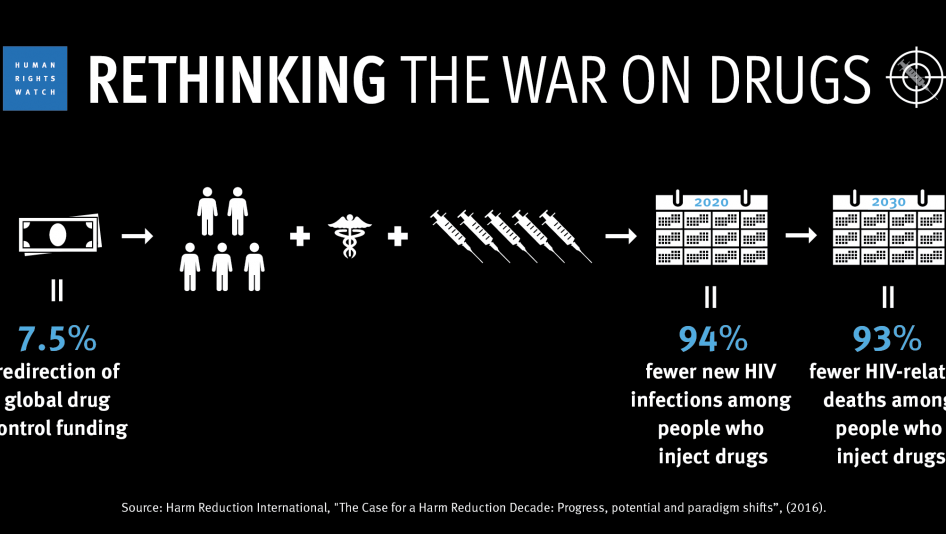 HUMAN
RIGHTS
WATCH
RETHINKING THE WAR ON DRUGS
2020
2030
7.5%
redirection of
global drug
ontrol funding
94%
fewer new HIV
infections among
people who
inject drugs
93%
fewer HIV-relat
deaths among
people who
inject drugs
Source: Harm Reduction International, "The Case for a Harm Reduction Decade: Progress, potential and paradigm shifts”, (2016).